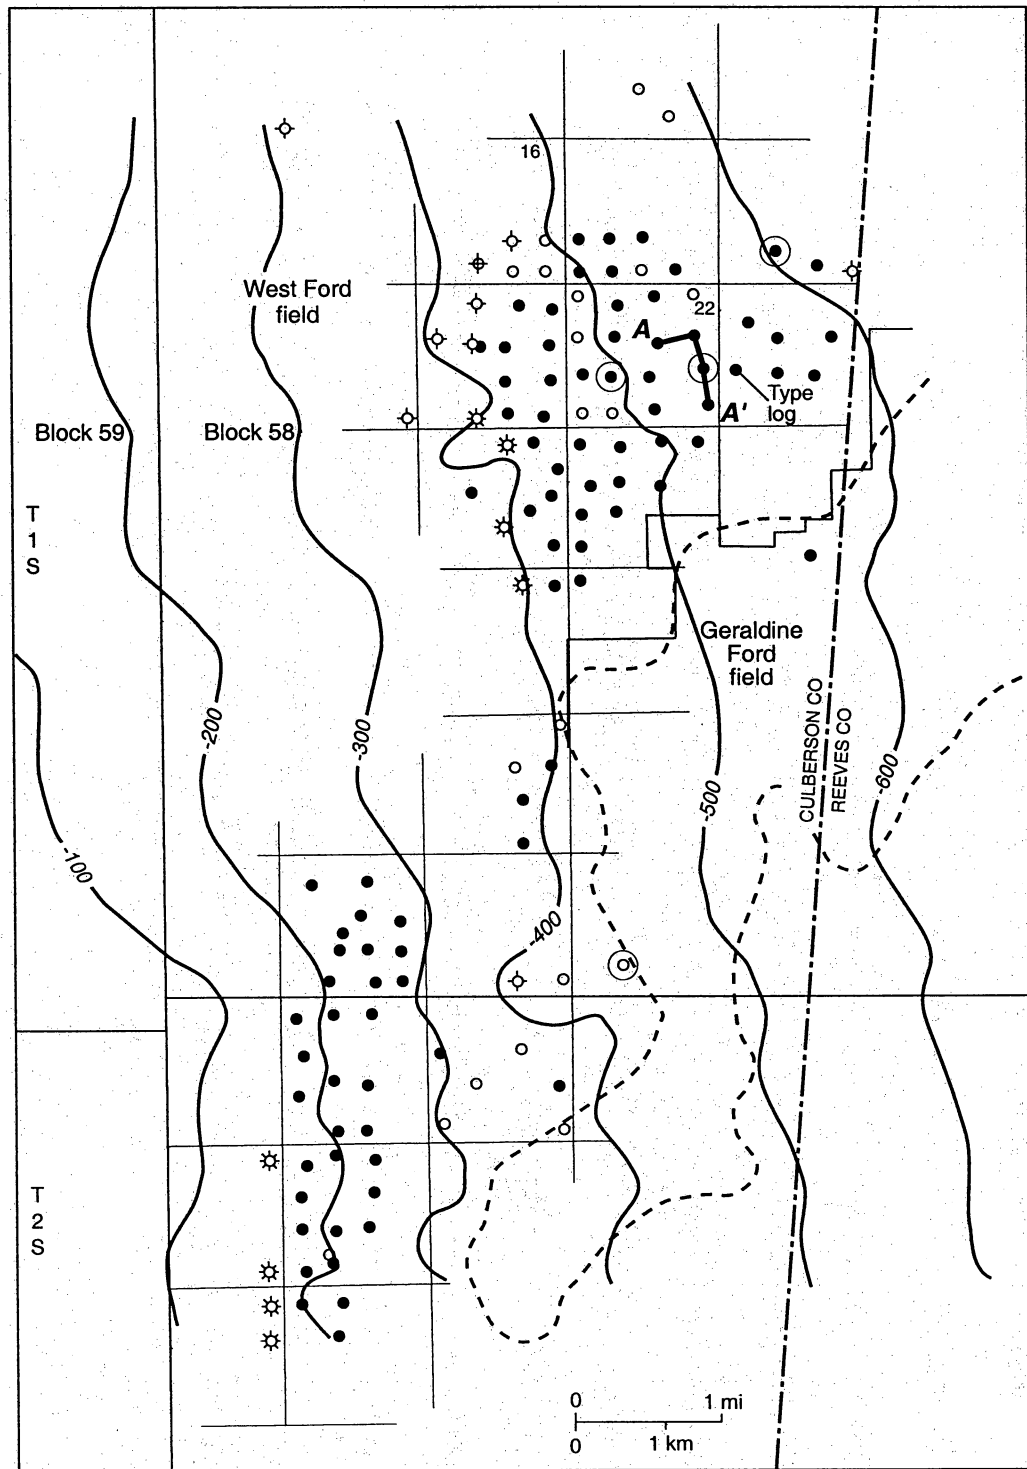 16
West Ford
field
22
A
A'
Type
log
Block 59
Block 58
T
1
S
Geraldine
Ford
field
CULBERSON CO
REEVES CO
-200
-300
-500
-600
-100
-400
T
2
S
0
1 mi
0
1 km